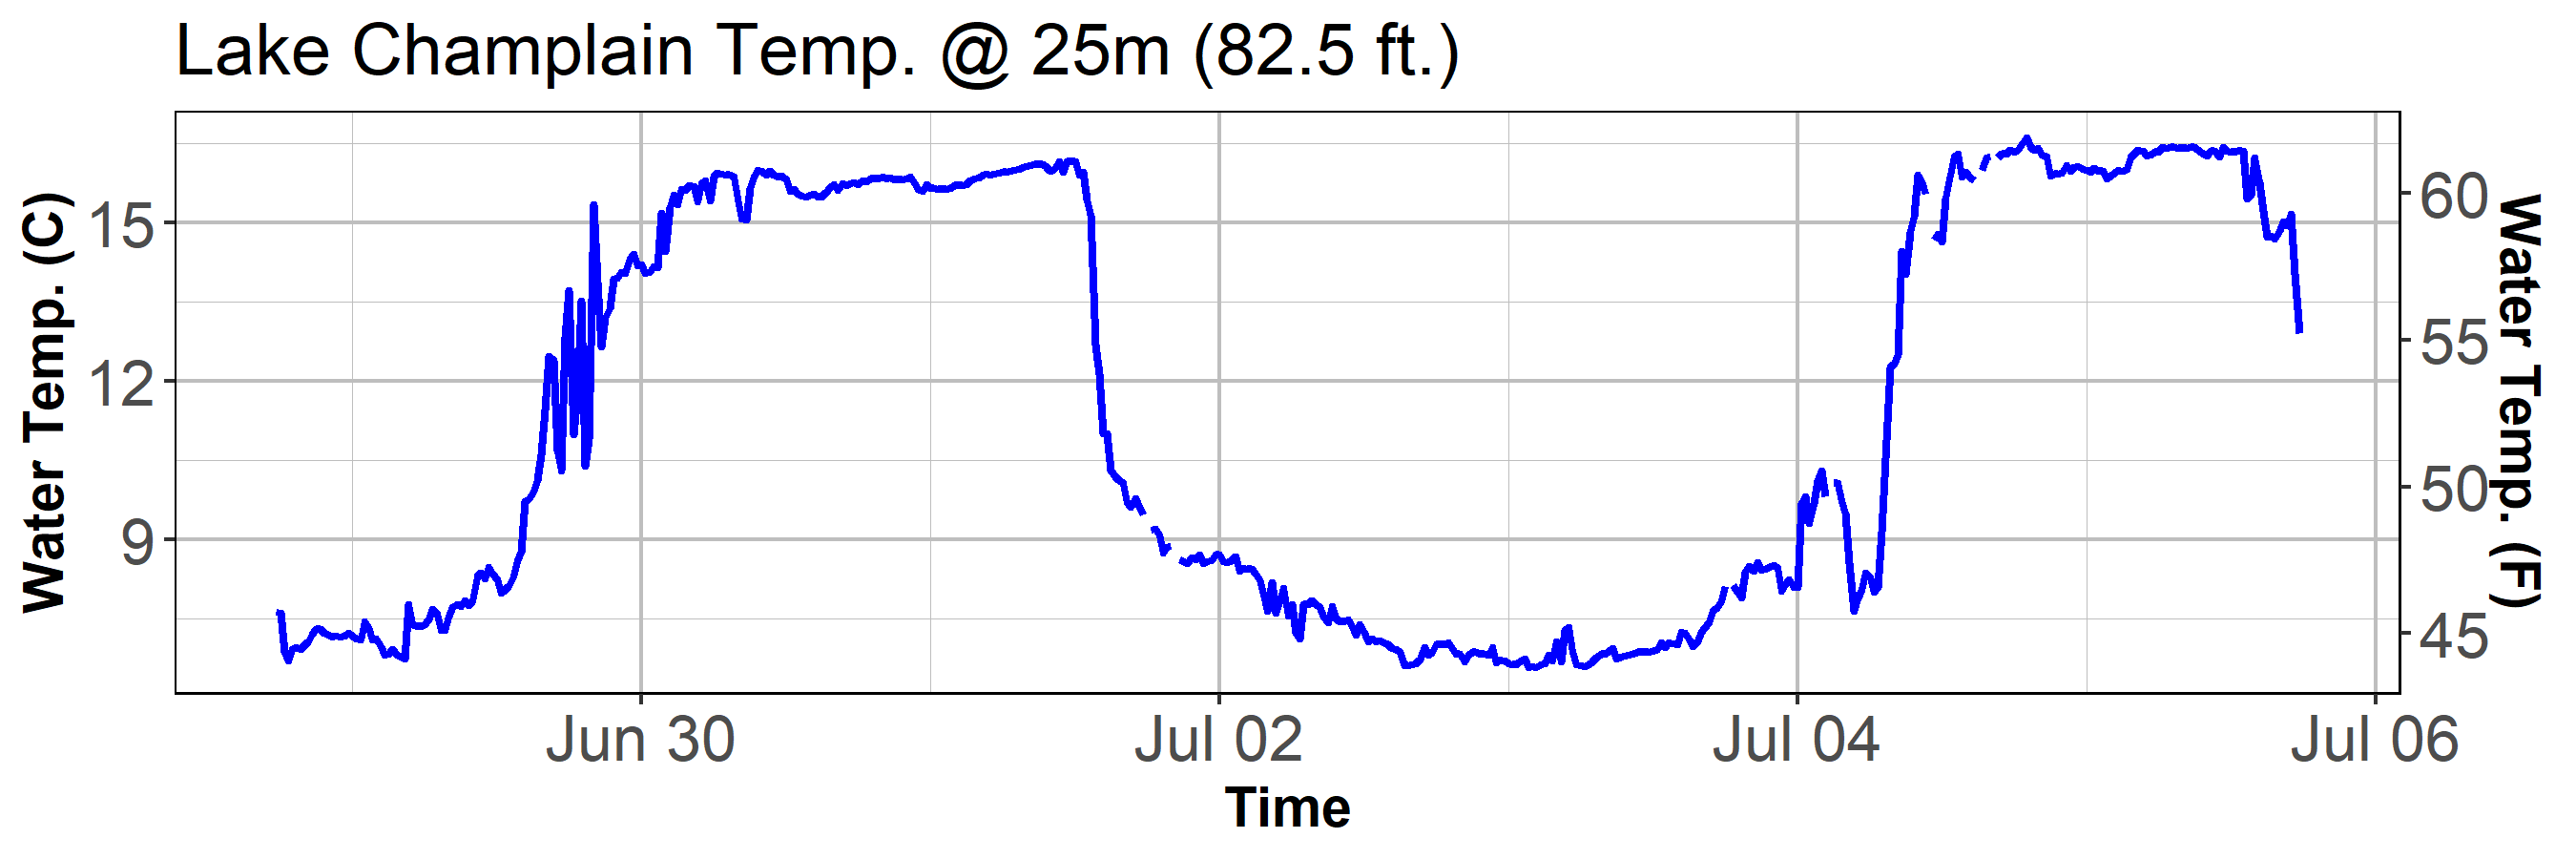 Lake Champlain Temp. @ 25m (82.5 ft.)
Water Temp. (C)
15
12
9
60
55
50
45
Water Temp. (F)
Jun 30
Jul 02
Jul 04
Jul 06
Time